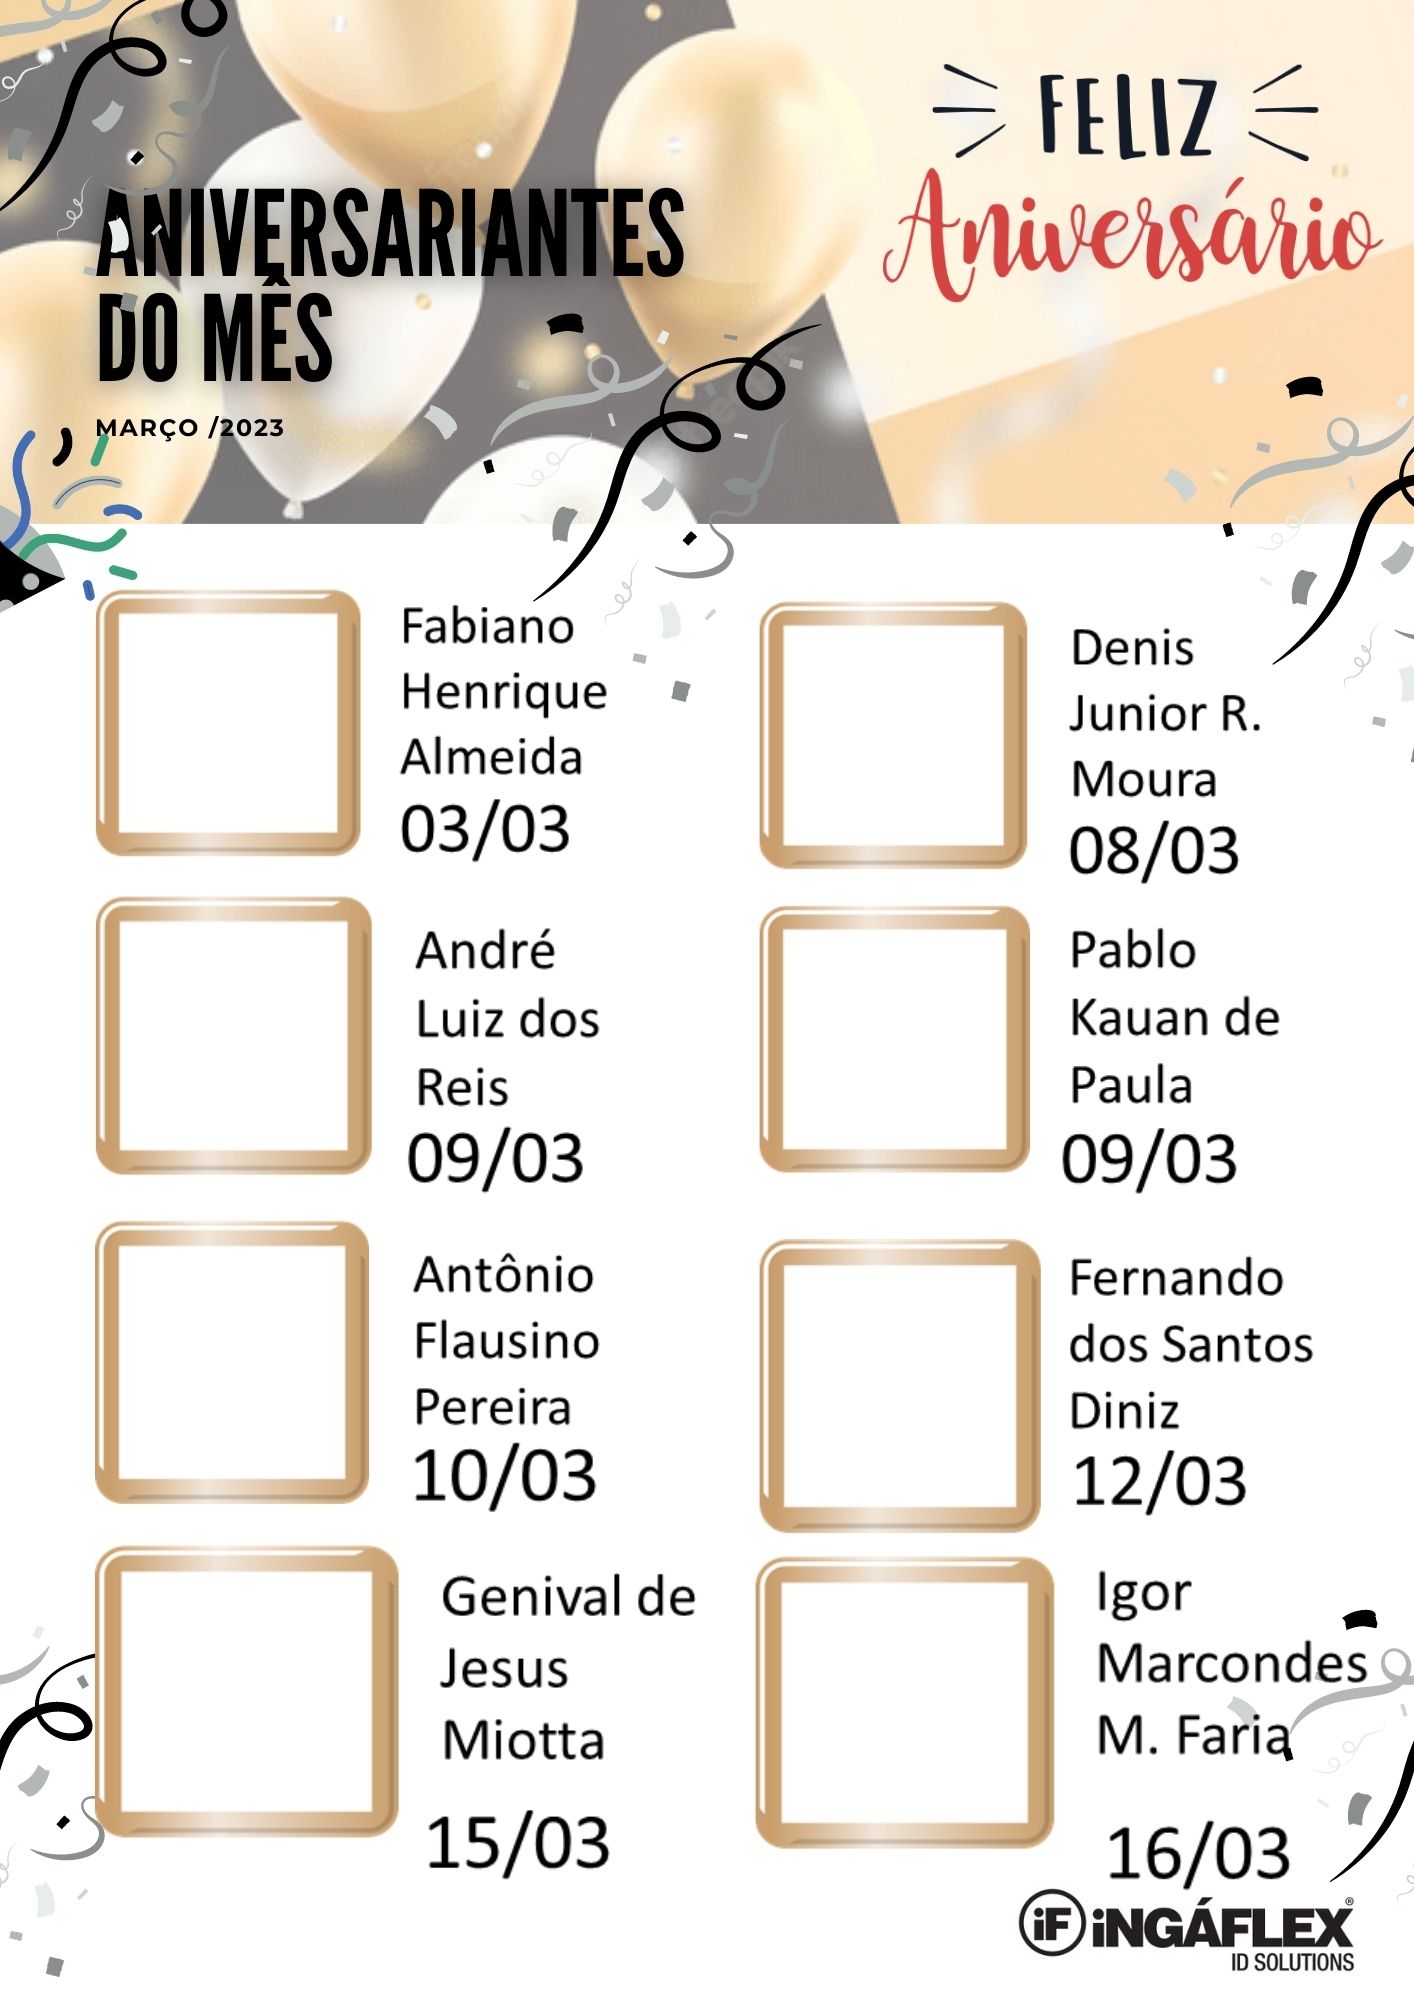 FELIZ
Aniversário
ANIVERSARIANTES
DO MÊS
MARÇO /2023
Fabiano
Henrique
Almeida
03/03
Denis
Junior R.
Moura
08/03
André
Luiz dos
Reis
09/03
Pablo
Kauan de
Paula
09/03
Antônio
Flausino
Pereira
10/03
Fernando
dos Santos
Diniz
12/03
Genival de
Jesus
Miotta
15/03
Igor
Marcondes
M. Faria
16/03
iF iNGÁFLEX®
ID SOLUTIONS